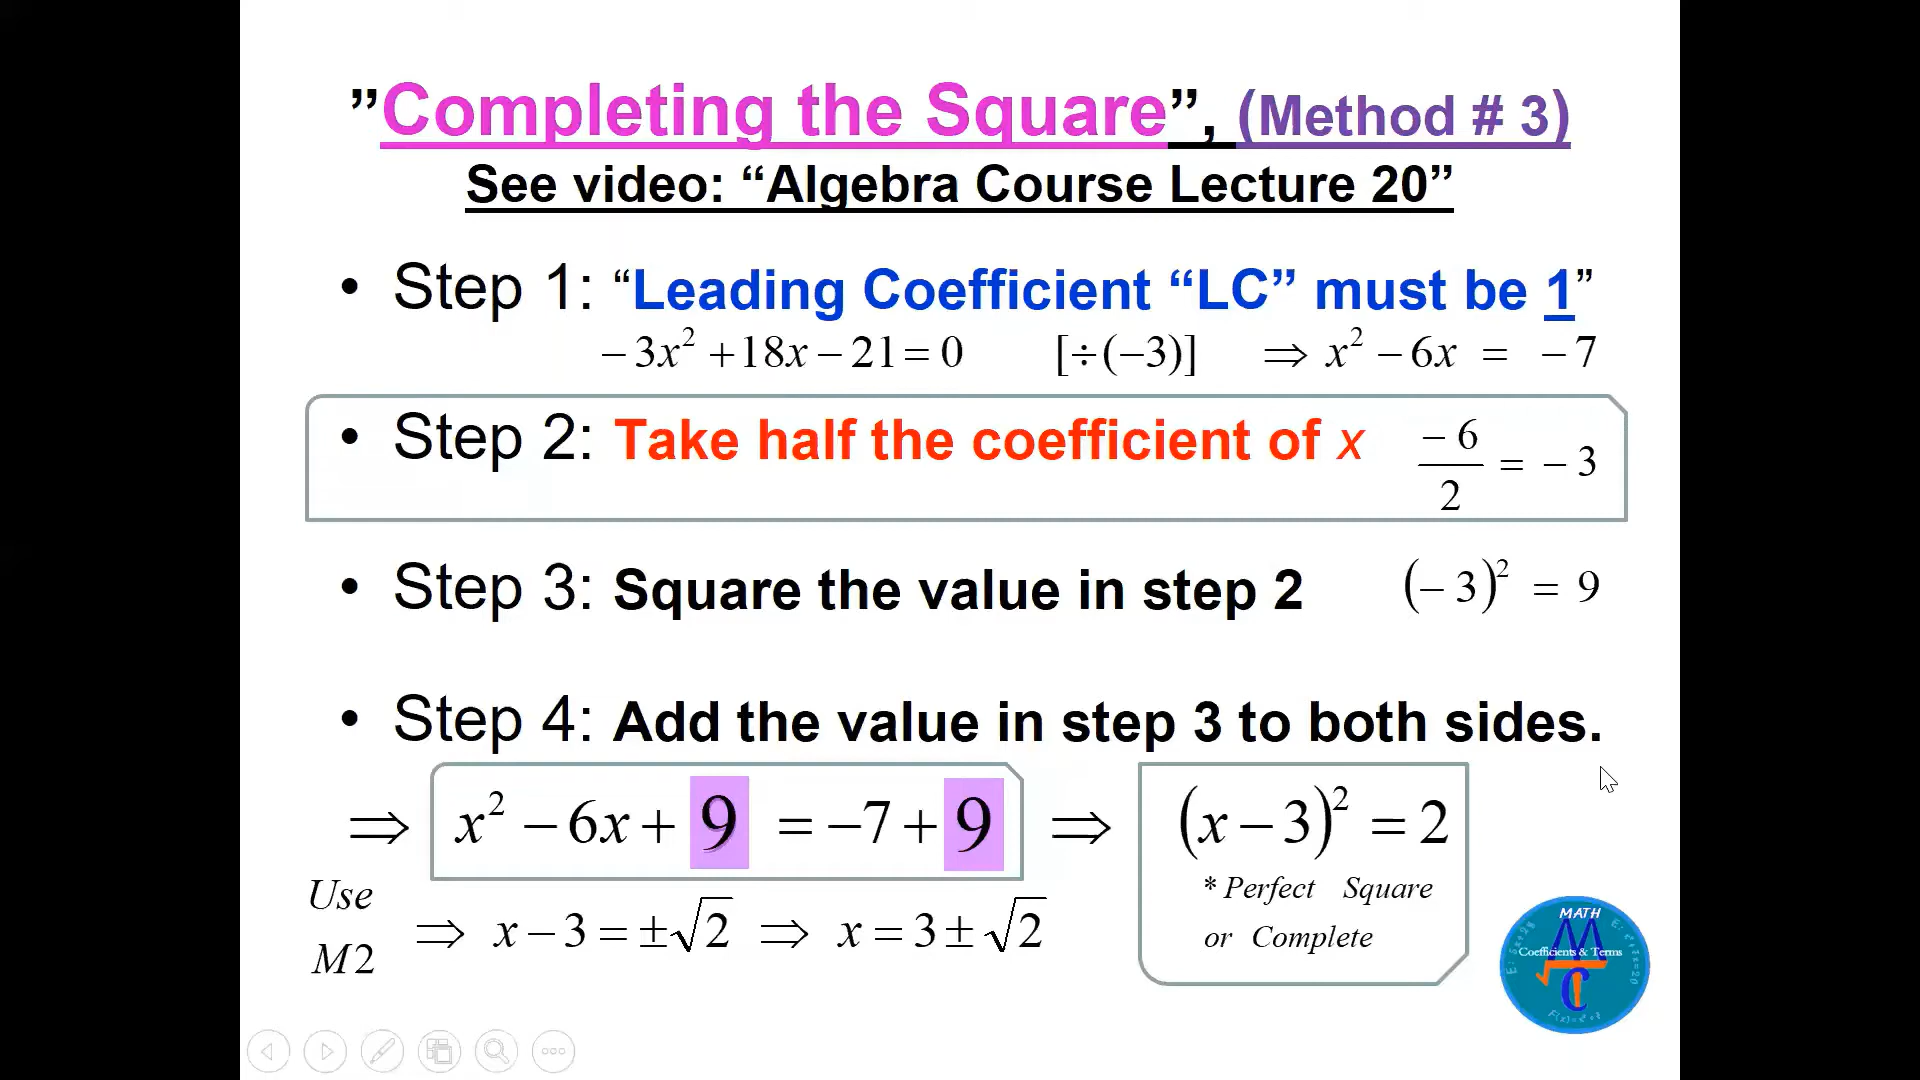 ”Completing the Square”, (Method # 3)
See video: “Algebra Course Lecture 20”
• Step 1: “Leading Coefficient “LC” must be 1”
−3x² +18x−21=0 [÷(−3)] ⇒ x² −6x = −7
• Step 2: Take half the coefficient of x −6/2 = −3
• Step 3: Square the value in step 2 (−3)² = 9
• Step 4: Add the value in step 3 to both sides.
⇒ x² −6x+ 9 =−7+ 9 ⇒ (x−3)² =2
* Perfect Square
or Complete
Use
M2
⇒ x−3=±√2 ⇒ x=3±√2
MATH
Coefficients & Terms